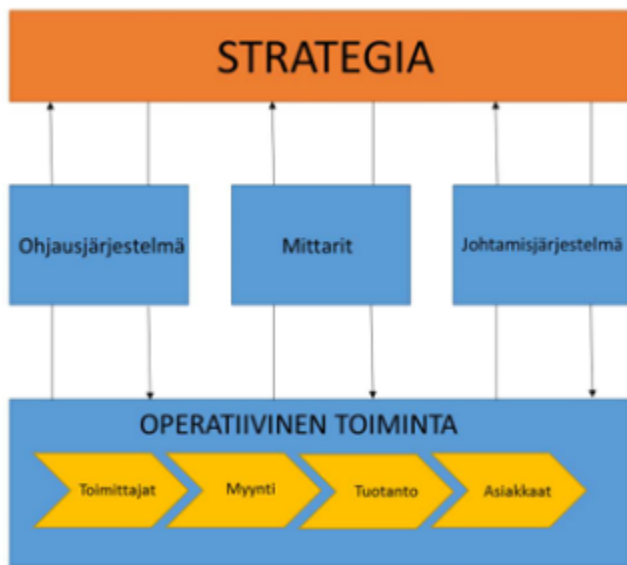 STRATEGIA
Ohjausjärjestelmä
Mittarit
Johtamisjärjestelmä
OPERATIIVINEN TOIMINTA
Toimittajat
Myynti
Tuotanto
Asiakkaat